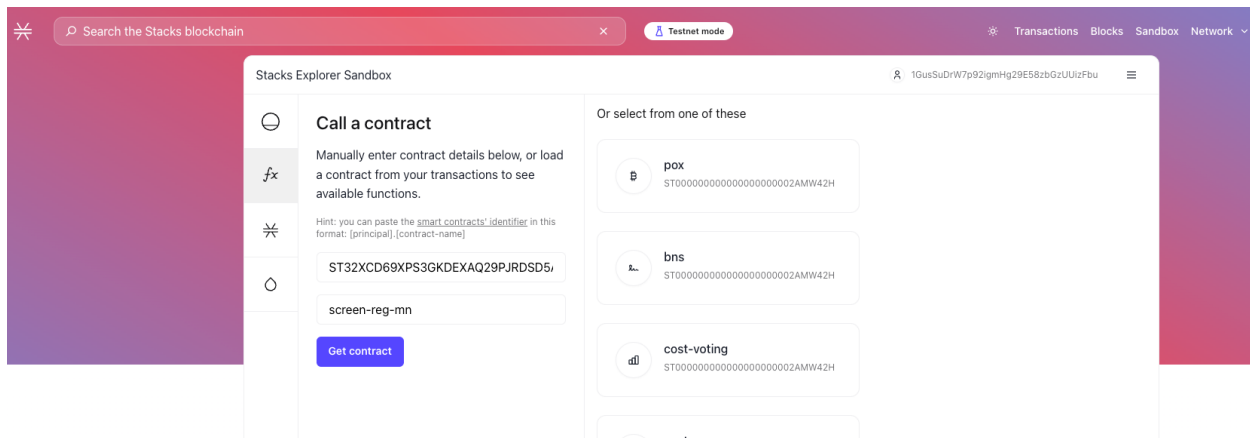 Search the Stacks blockchain
Testnet mode
Transactions Blocks Sandbox Network
Stacks Explorer Sandbox
1GusSuDrW7p92igmHg29E58zbGzUUizFbu
Call a contract
Manually enter contract details below, or load
a contract from your transactions to see
available functions.
Hint: you can paste the smart contracts' identifier in this
format: [principal].[contract-name]
ST32XCD69XPS3GKDEXAQ29PJRDSD5
screen-reg-mn
Get contract
Or select from one of these
pox
ST000000000000000000002AMW42H
bns
ST000000000000000000002AMW42H
cost-voting
ST000000000000000000002AMW42H